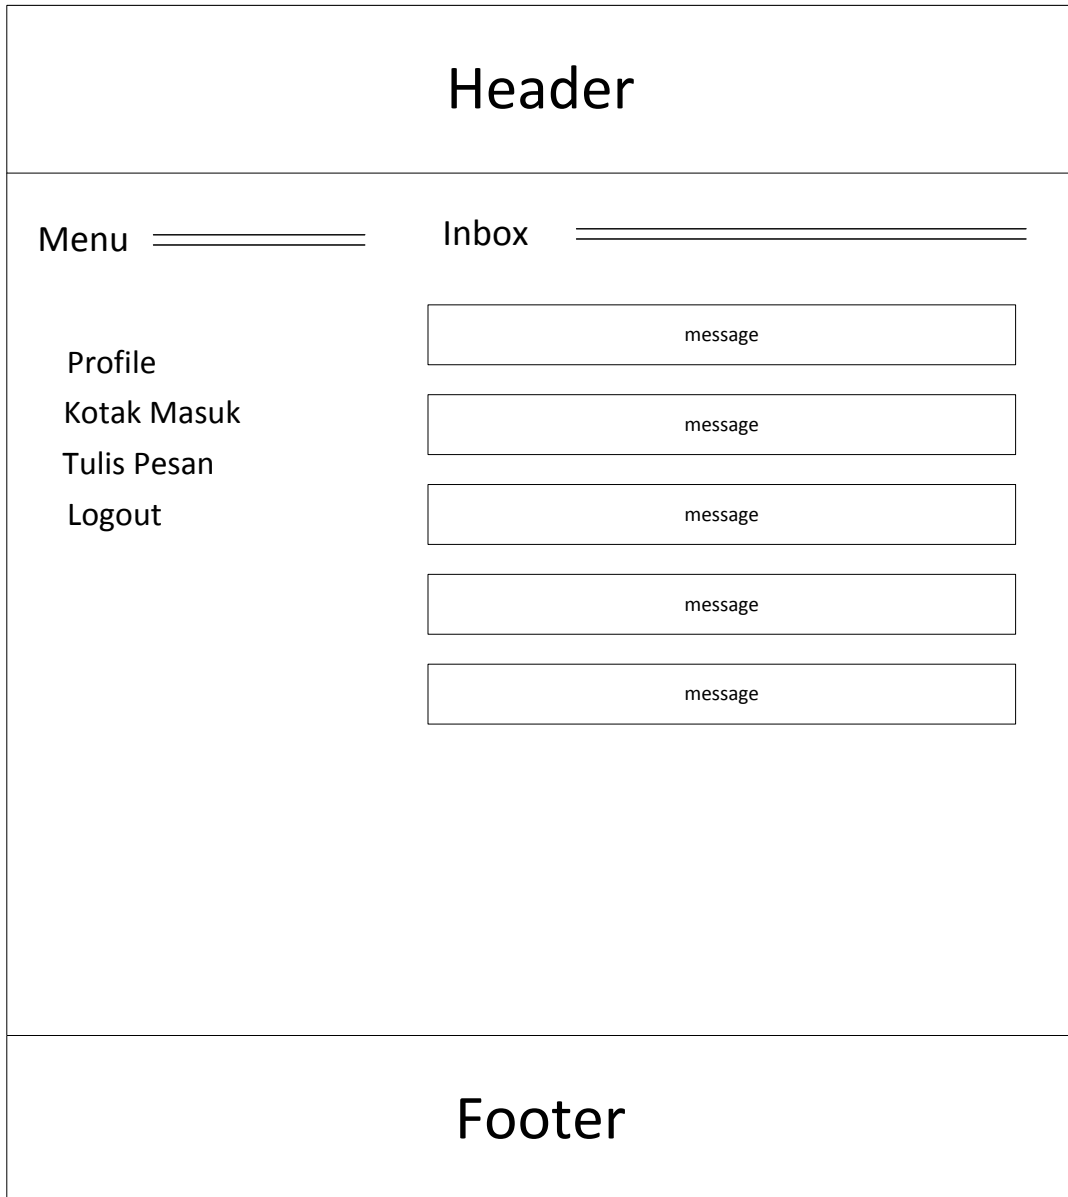 Header
Menu
Profile
Kotak Masuk
Tulis Pesan
Logout
Inbox
message
message
message
message
message
Footer